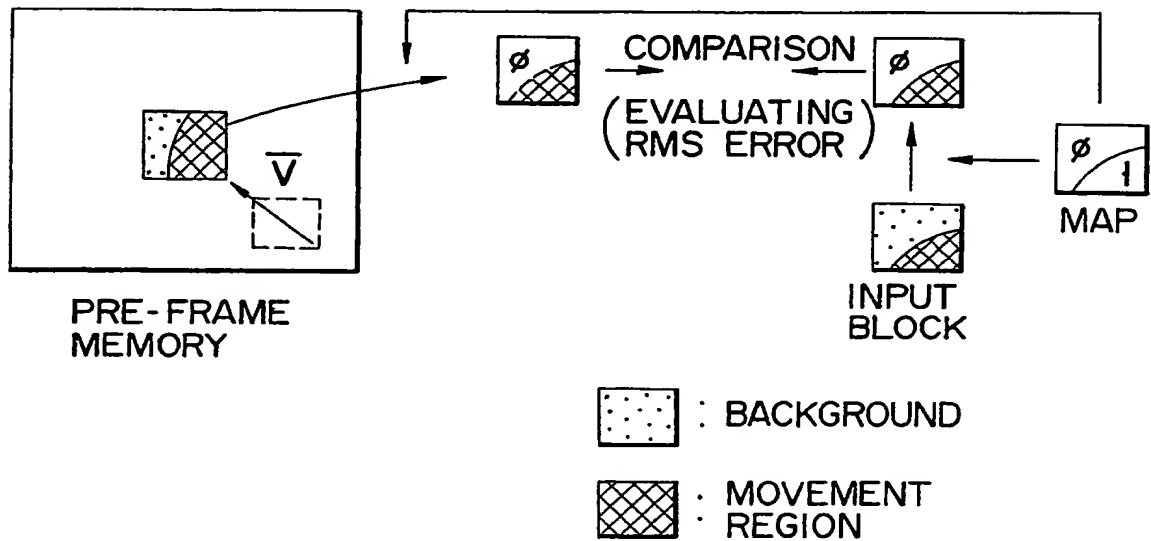 φ
COMPARISON
φ
(EVALUATING
RMS ERROR)
φ
1
MAP
V̅
INPUT
BLOCK
PRE-FRAME
MEMORY
: BACKGROUND
: MOVEMENT
REGION